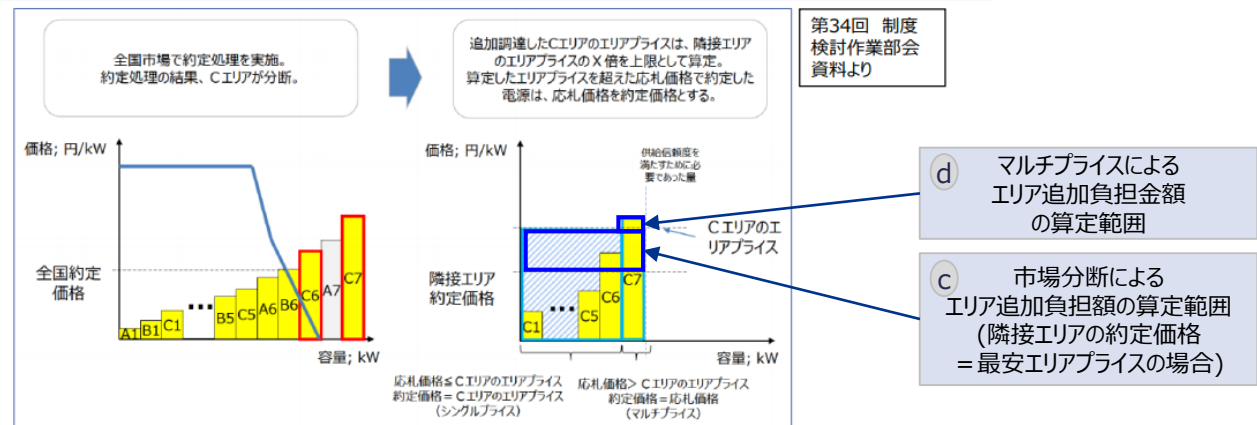 全国市場で約定処理を実施。
約定処理の結果、Cエリアが分断。
追加調達したCエリアのエリアプライスは、隣接エリア
のエリアプライスのX倍を上限として算定。
算定したエリアプライスを超えた応札価格で約定した
電源は、応札価格を約定価格とする。
第34回 制度
検討作業部会
資料より
価格; 円/kW
全国約定
価格
A1
B1
C1
…
B5
C5
A6
B6
C6
A7
C7
容量; kW
価格; 円/kW
供給信頼度を
満たすために必
要であった量
Cエリアのエ
リアプライス
隣接エリア
約定価格
C1
…
C5
C6
C7
容量; kW
応札価格≦Cエリアのエリアプライス
約定価格=Cエリアのエリアプライス
(シングルプライス)
応札価格>Cエリアのエリアプライス
約定価格=応札価格
(マルチプライス)
d
マルチプライスによる
エリア追加負担金額
の算定範囲
c
市場分断による
エリア追加負担額の算定範囲
(隣接エリアの約定価格
=最安エリアプライスの場合)